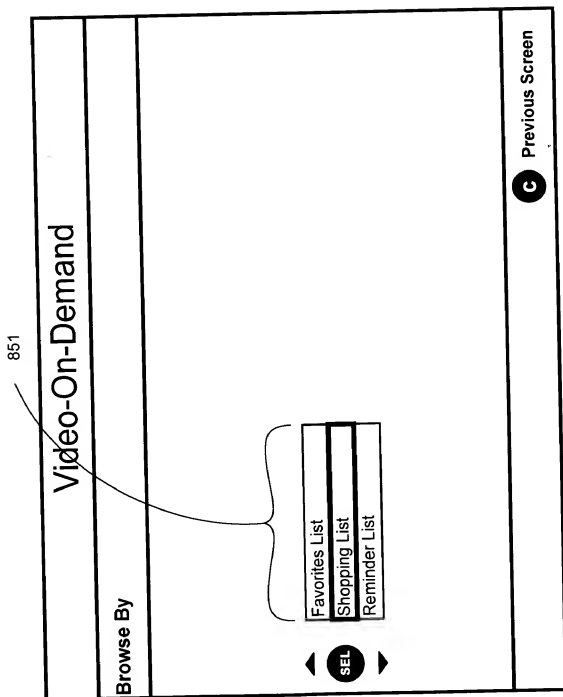 851
Video-On-Demand
Browse By
Favorites List
SEL Shopping List
Reminder List
C Previous Screen